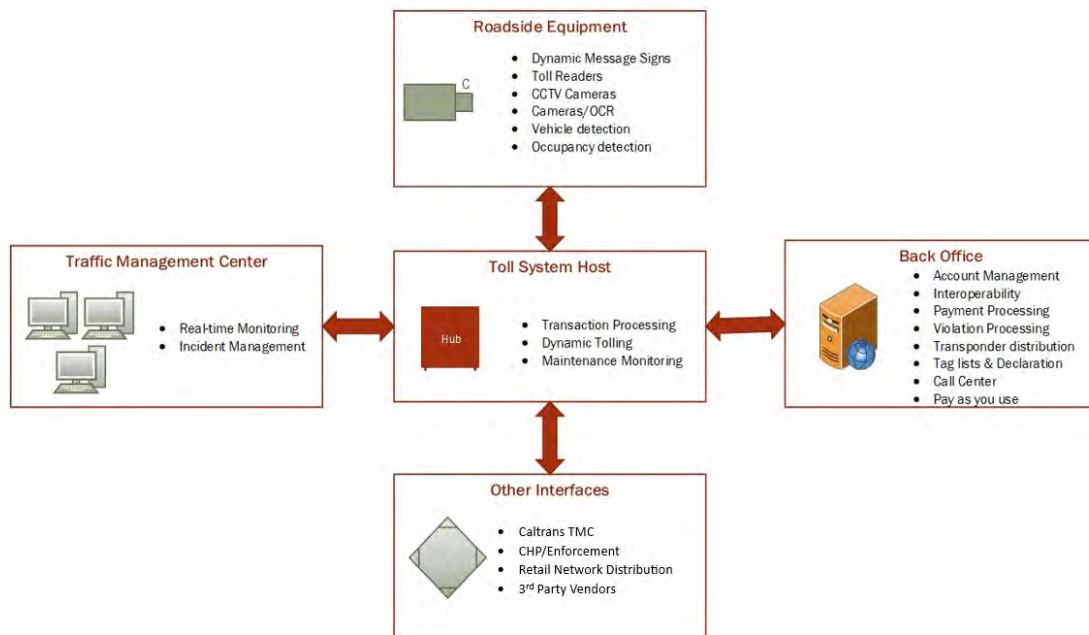 Roadside Equipment
C
• Dynamic Message Signs
• Toll Readers
• CCTV Cameras
• Cameras/OCR
• Vehicle detection
• Occupancy detection
Traffic Management Center
• Real-time Monitoring
• Incident Management
Toll System Host
Hub
• Transaction Processing
• Dynamic Tolling
• Maintenance Monitoring
Back Office
• Account Management
• Interoperability
• Payment Processing
• Violation Processing
• Transponder distribution
• Tag lists & Declaration
• Call Center
• Pay as you use
Other Interfaces
• Caltrans TMC
• CHP/Enforcement
• Retail Network Distribution
• 3rd Party Vendors